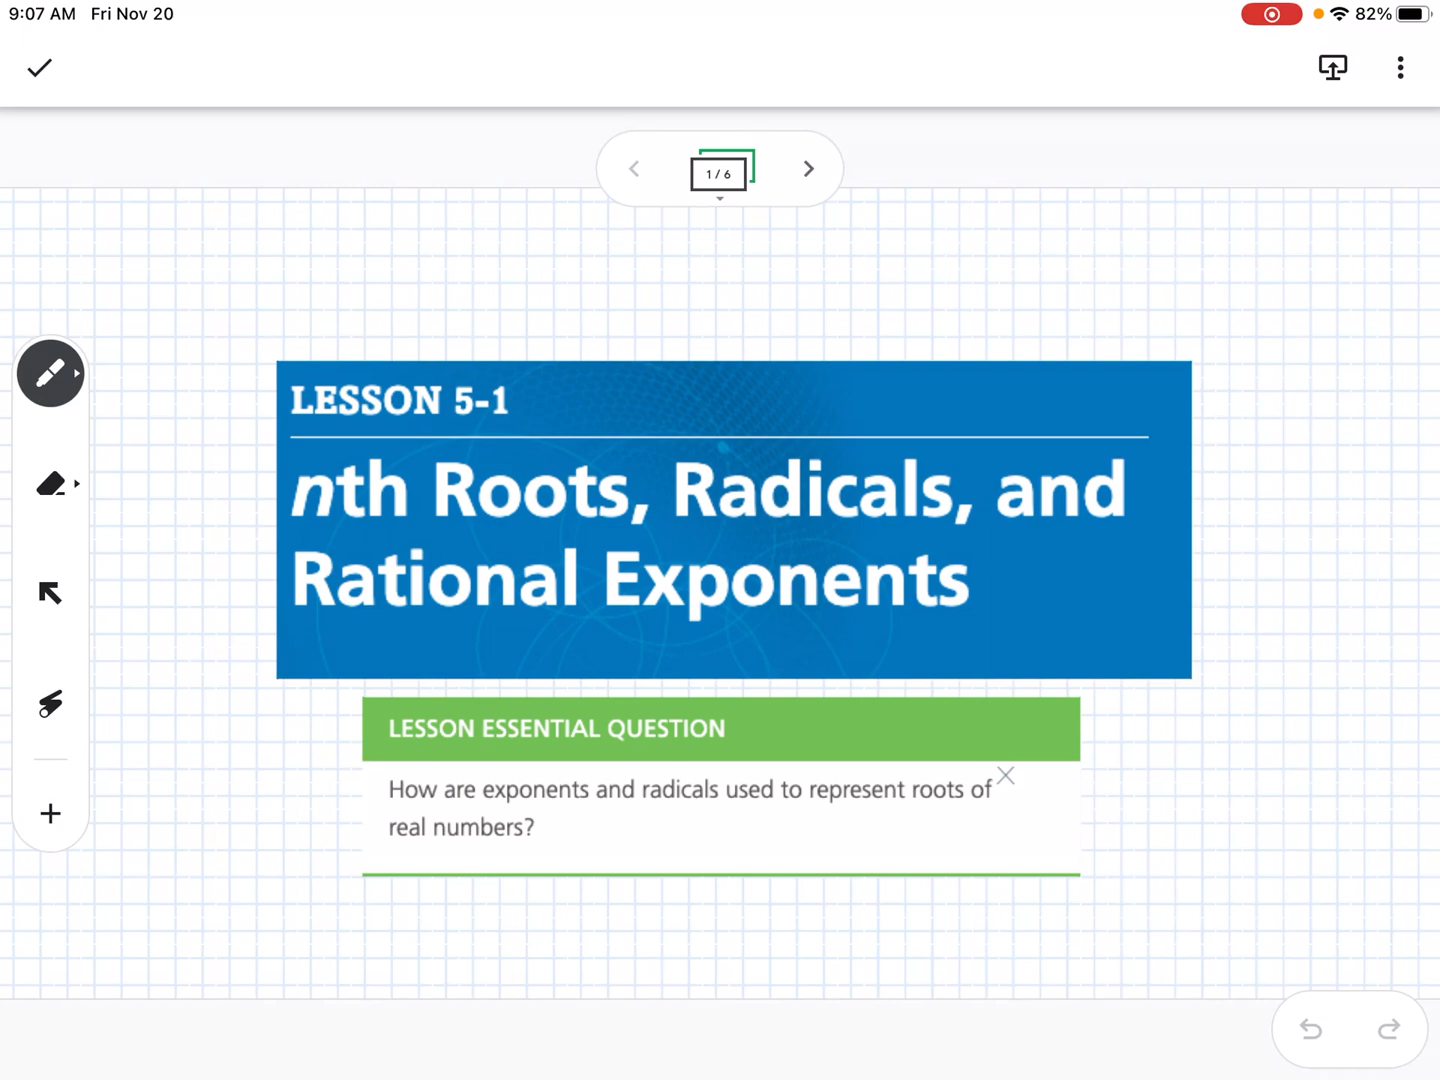 9:07 AM Fri Nov 20
82%
1 / 6
LESSON 5-1
nth Roots, Radicals, and
Rational Exponents
LESSON ESSENTIAL QUESTION
How are exponents and radicals used to represent roots of
real numbers?